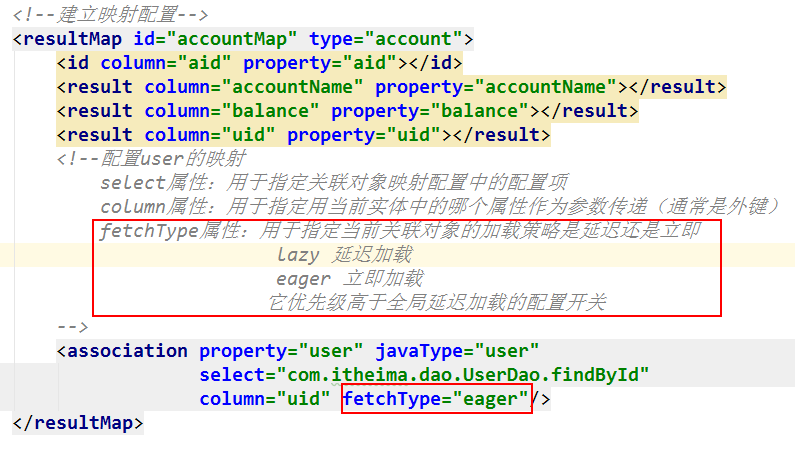 <!--建立映射配置-->
<resultMap id="accountMap" type="account">
<id column="aid" property="aid"></id>
<result column="accountName" property="accountName"></result>
<result column="balance" property="balance"></result>
<result column="uid" property="uid"></result>
<!--配置user的映射
select属性：用于指定关联对象映射配置中的配置项
column属性：用于指定用当前实体中的哪个属性作为参数传递（通常是外键）
fetchType属性：用于指定当前关联对象的加载策略是延迟还是立即
lazy 延迟加载
eager 立即加载
它优先级高于全局延迟加载的配置开关
-->
<association property="user" javaType="user"
select="com.itheima.dao.UserDao.findById"
column="uid" fetchType="eager"/>
</resultMap>